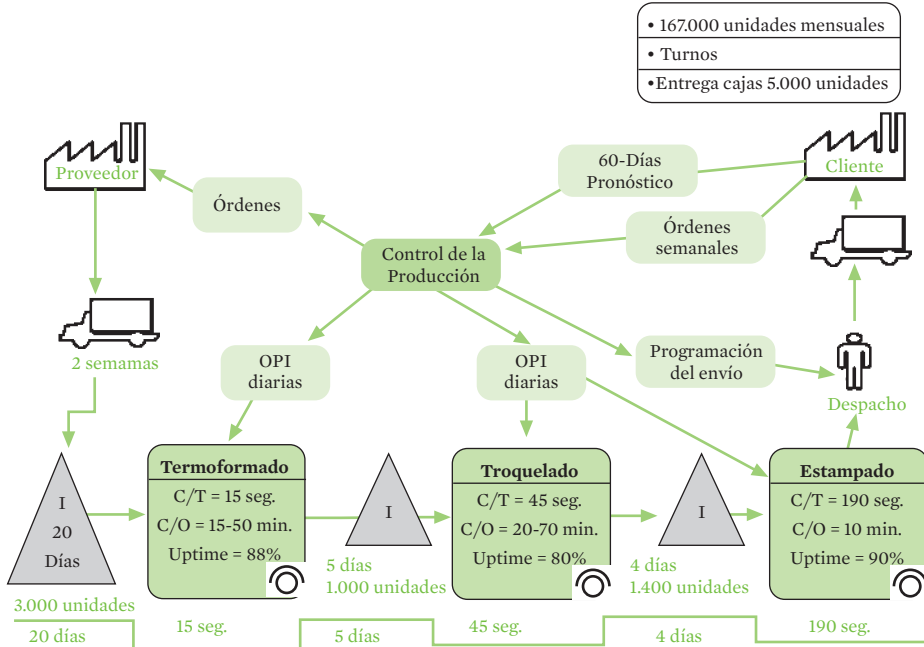 • 167.000 unidades mensuales
• Turnos
•Entrega cajas 5.000 unidades
Proveedor
Órdenes
60-Días
Pronóstico
Cliente
Órdenes
semanales
Control de la
Producción
2 semamas
OPI
diarias
OPI
diarias
Programación
del envío
Despacho
I
20
Días
3.000 unidades
Termoformado
C/T = 15 seg.
C/O = 15-50 min.
Uptime = 88%
I
5 días
1.000 unidades
Troquelado
C/T = 45 seg.
C/O = 20-70 min.
Uptime = 80%
I
4 días
1.400 unidades
Estampado
C/T = 190 seg.
C/O = 10 min.
Uptime = 90%
20 días
15 seg.
5 días
45 seg.
4 días
190 seg.